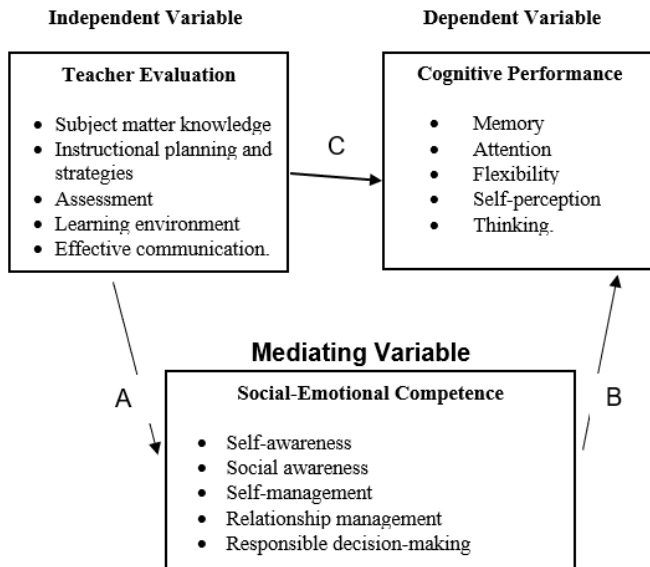 Independent Variable
Dependent Variable
Teacher Evaluation
• Subject matter knowledge
• Instructional planning and
strategies
• Assessment
• Learning environment
• Effective communication.
C
Cognitive Performance
• Memory
• Attention
• Flexibility
• Self-perception
• Thinking.
Mediating Variable
A
B
Social-Emotional Competence
• Self-awareness
• Social awareness
• Self-management
• Relationship management
• Responsible decision-making